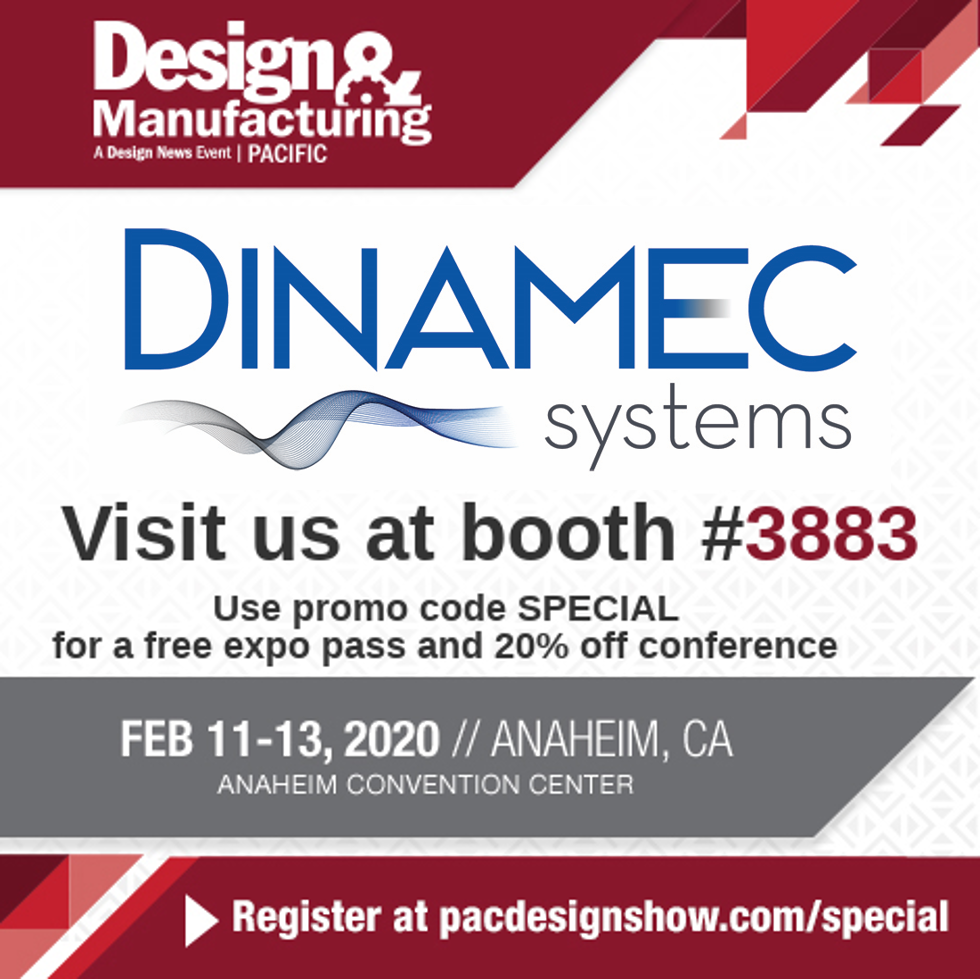 Design&
Manufacturing
A Design News Event | PACIFIC
DINAMEC
systems
Visit us at booth #3883
Use promo code SPECIAL
for a free expo pass and 20% off conference
FEB 11-13, 2020 // ANAHEIM, CA
ANAHEIM CONVENTION CENTER
Register at pacdesignshow.com/special